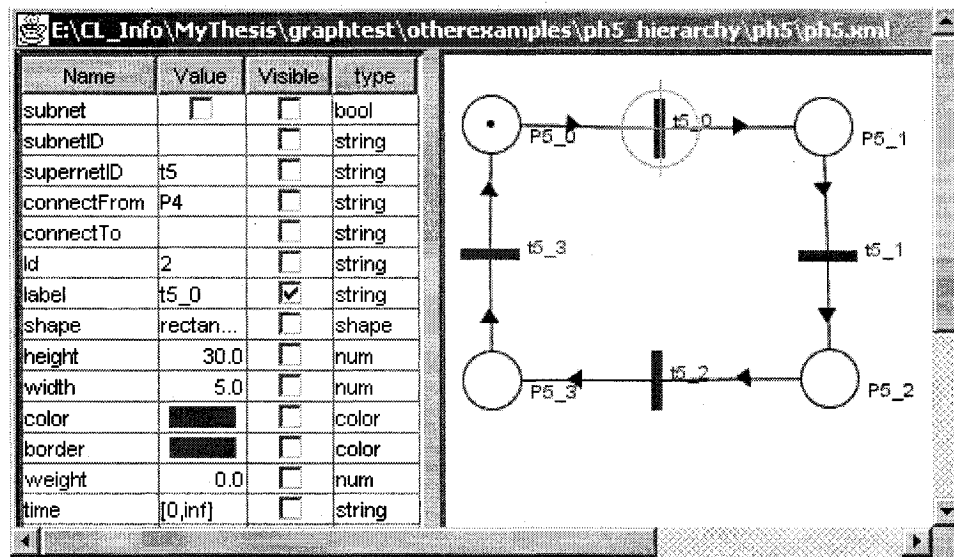 E:\CL_Info\MyThesis\graphtest\otherexamples\ph5_hierarchy\ph5\ph5.xml
Name Value Visible type
subnet bool
subnetID string
supernetID t5 string
connectFrom P4 string
connectTo string
Id 2 string
label t5_0 string
shape rectan... shape
height 30.0 num
width 5.0 num
color color
border color
weight 0.0 num
time [0,inf] string
P5_0
t5_0
P5_1
t5_3
t5_1
P5_3
t5_2
P5_2